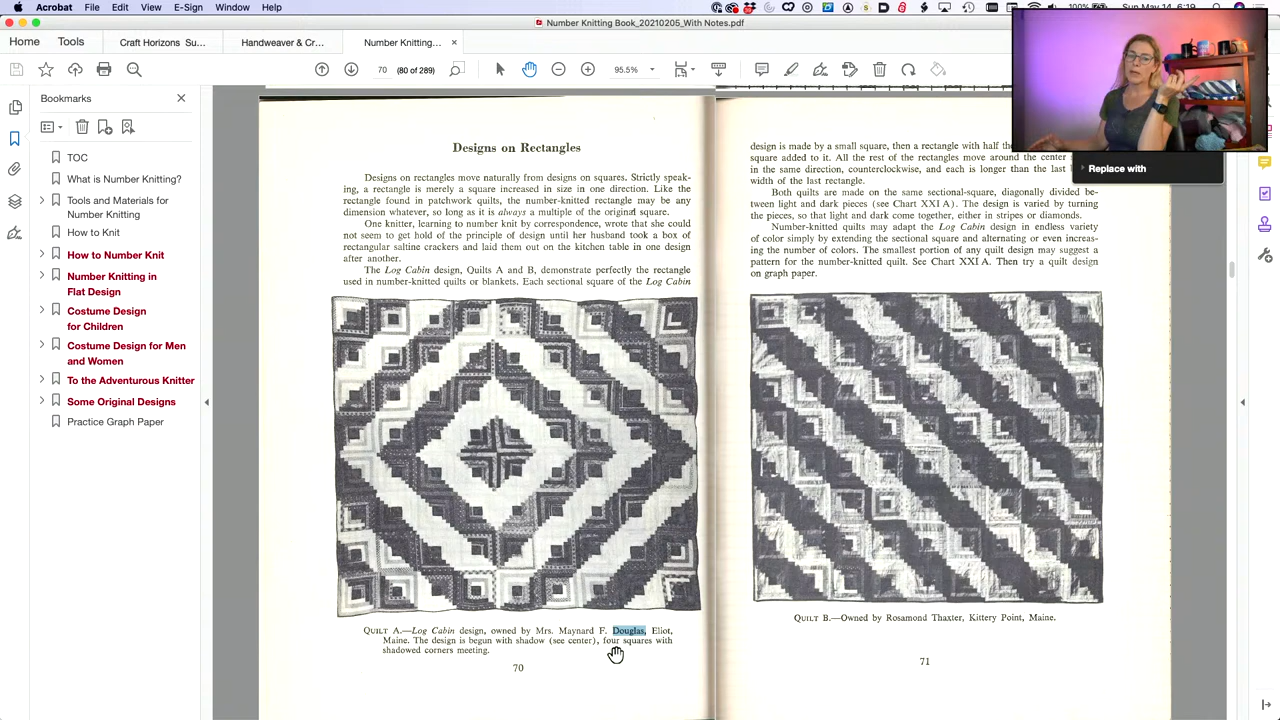 Acrobat File Edit View E-Sign Window Help
100%
Sun May 14 6:19
Number Knitting Book_20210205_With Notes.pdf
Home Tools Craft Horizons Su... Handweaver & Cr... Number Knitting... ×
70 (80 of 289) 95.5%
Bookmarks
TOC
What is Number Knitting?
Tools and Materials for
Number Knitting
How to Knit
How to Number Knit
Number Knitting in
Flat Design
Costume Design
for Children
Costume Design for Men
and Women
To the Adventurous Knitter
Some Original Designs
Practice Graph Paper
Designs on Rectangles
Designs on rectangles move naturally from designs on squares. Strictly speak-
ing, a rectangle is merely a square increased in size in one direction. Like the
rectangle found in patchwork quilts, the number-knitted rectangle may be any
dimension whatever, so long as it is always a multiple of the original square.
One knitter, learning to number knit by correspondence, wrote that she could
not seem to get hold of the principle of design until her husband took a box of
rectangular saltine crackers and laid them out on the kitchen table in one design
after another.
The Log Cabin design, Quilts A and B, demonstrate perfectly the rectangle
used in number-knitted quilts or blankets. Each sectional square of the Log Cabin
QUILT A.—Log Cabin design, owned by Mrs. Maynard F. Douglas, Eliot,
Maine. The design is begun with shadow (see center), four squares with
shadowed corners meeting.
70
design is made by a small square, then a rectangle with half the
square added to it. All the rest of the rectangles move around the center
in the same direction, counterclockwise, and each is longer than the last
width of the last rectangle.
Both quilts are made on the same sectional-square, diagonally divided be-
tween light and dark pieces (see Chart XXI A). The design is varied by turning
the pieces, so that light and dark come together, either in stripes or diamonds.
Number-knitted quilts may adapt the Log Cabin design in endless variety
of color simply by extending the sectional square and alternating or even increas-
ing the number of colors. The smallest portion of any quilt design may suggest a
pattern for the number-knitted quilt. See Chart XXI A. Then try a quilt design
on graph paper.
QUILT B.—Owned by Rosamond Thaxter, Kittery Point, Maine.
71
Replace with